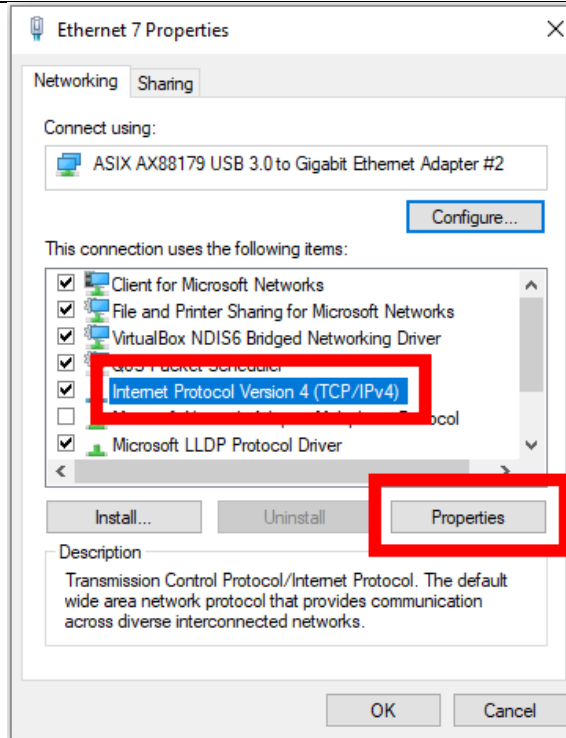 Ethernet 7 Properties
Networking Sharing
Connect using:
ASIX AX88179 USB 3.0 to Gigabit Ethernet Adapter #2
Configure...
This connection uses the following items:
Client for Microsoft Networks
File and Printer Sharing for Microsoft Networks
VirtualBox NDIS6 Bridged Networking Driver
QoS Packet Scheduler
Internet Protocol Version 4 (TCP/IPv4)
Microsoft LLDP Protocol Driver
Install... Uninstall Properties
Description
Transmission Control Protocol/Internet Protocol. The default
wide area network protocol that provides communication
across diverse interconnected networks.
OK Cancel